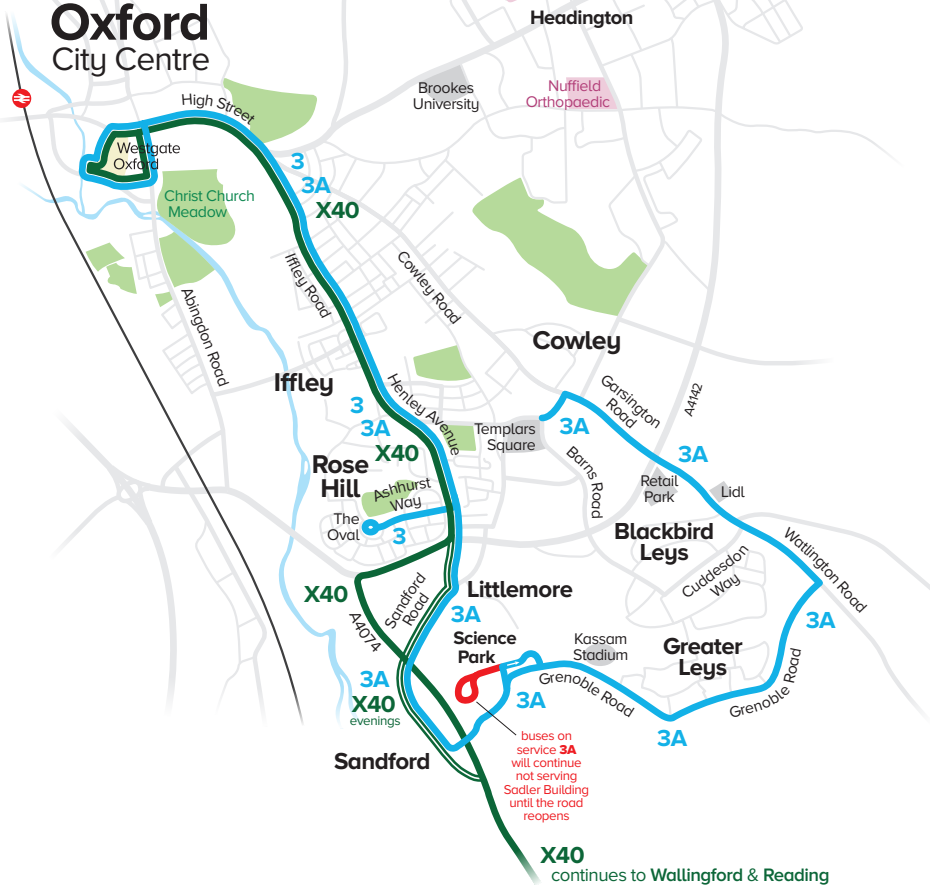 Oxford
City Centre
Headington
Brookes
University
Nuffield
Orthopaedic
High Street
Westgate
Oxford
3
3A
X40
Christ Church
Meadow
Iffley Road
Cowley Road
Abingdon Road
Cowley
Iffley
Henley Avenue
Garsington
Road
A4142
3
3A
X40
Templars
Square
3A
3A
Barns Road
Retail
Park
Lidl
Rose
Hill
Ashhurst
Way
The
Oval
3
Blackbird
Leys
Watlington Road
Cuddesdon
Way
X40
A4074
Sandford
Road
Littlemore
3A
3A
Science
Park
Kassam
Stadium
Greater
Leys
3A
X40
evenings
3A
Grenoble Road
Grenoble Road
3A
Sandford
buses on
service 3A
will continue
not serving
Sadler Building
until the road
reopens
X40
continues to Wallingford & Reading